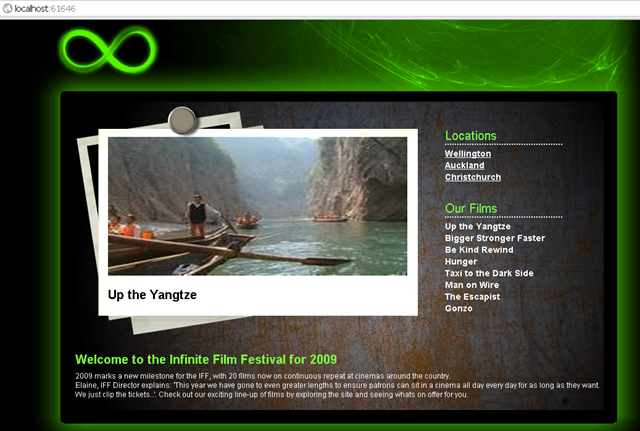 localhost:61646
Locations
Wellington
Auckland
Christchurch
Our Films
Up the Yangtze
Bigger Stronger Faster
Be Kind Rewind
Hunger
Taxi to the Dark Side
Man on Wire
The Escapist
Gonzo
Up the Yangtze
Welcome to the Infinite Film Festival for 2009
2009 marks a new milestone for the IFF, with 20 films now on continuous repeat at cinemas around the country.
Elaine, IFF Director explains: 'This year we have gone to even greater lengths to ensure patrons can sit in a cinema all day every day for as long as they want.
We just clip the tickets..'. Check out our exciting line-up of films by exploring the site and seeing whats on offer for you.